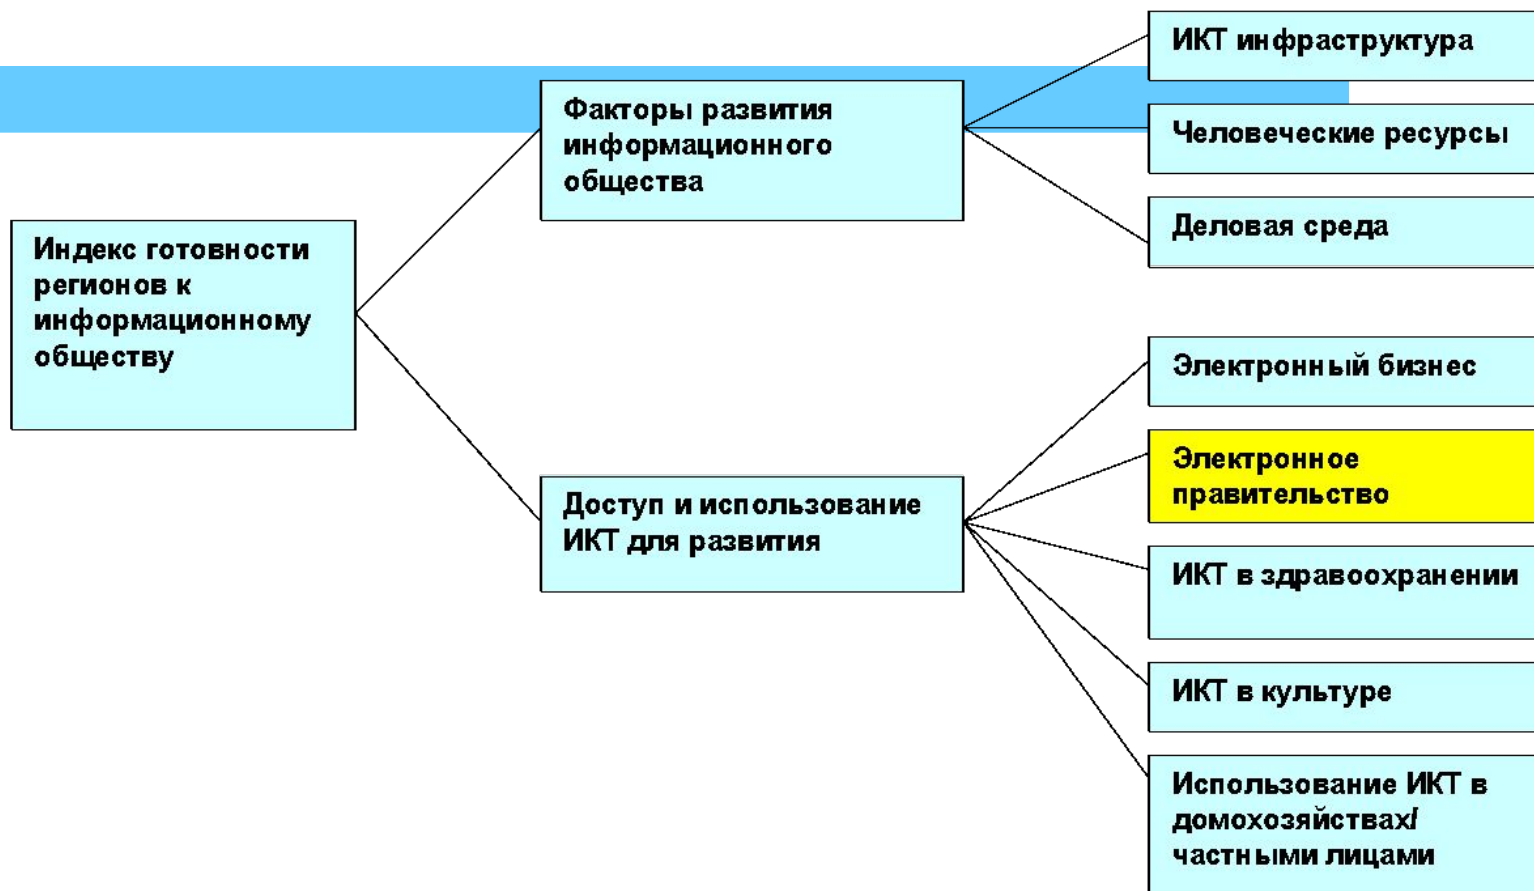 Индекс готовности
регионов к
информационному
обществу
Факторы развития
информационного
общества
ИКТ инфраструктура
Человеческие ресурсы
Деловая среда
Доступ и использование
ИКТ для развития
Электронный бизнес
Электронное
правительство
ИКТ в здравоохранении
ИКТ в культуре
Использование ИКТ в
домохозяйствах/
частными лицами